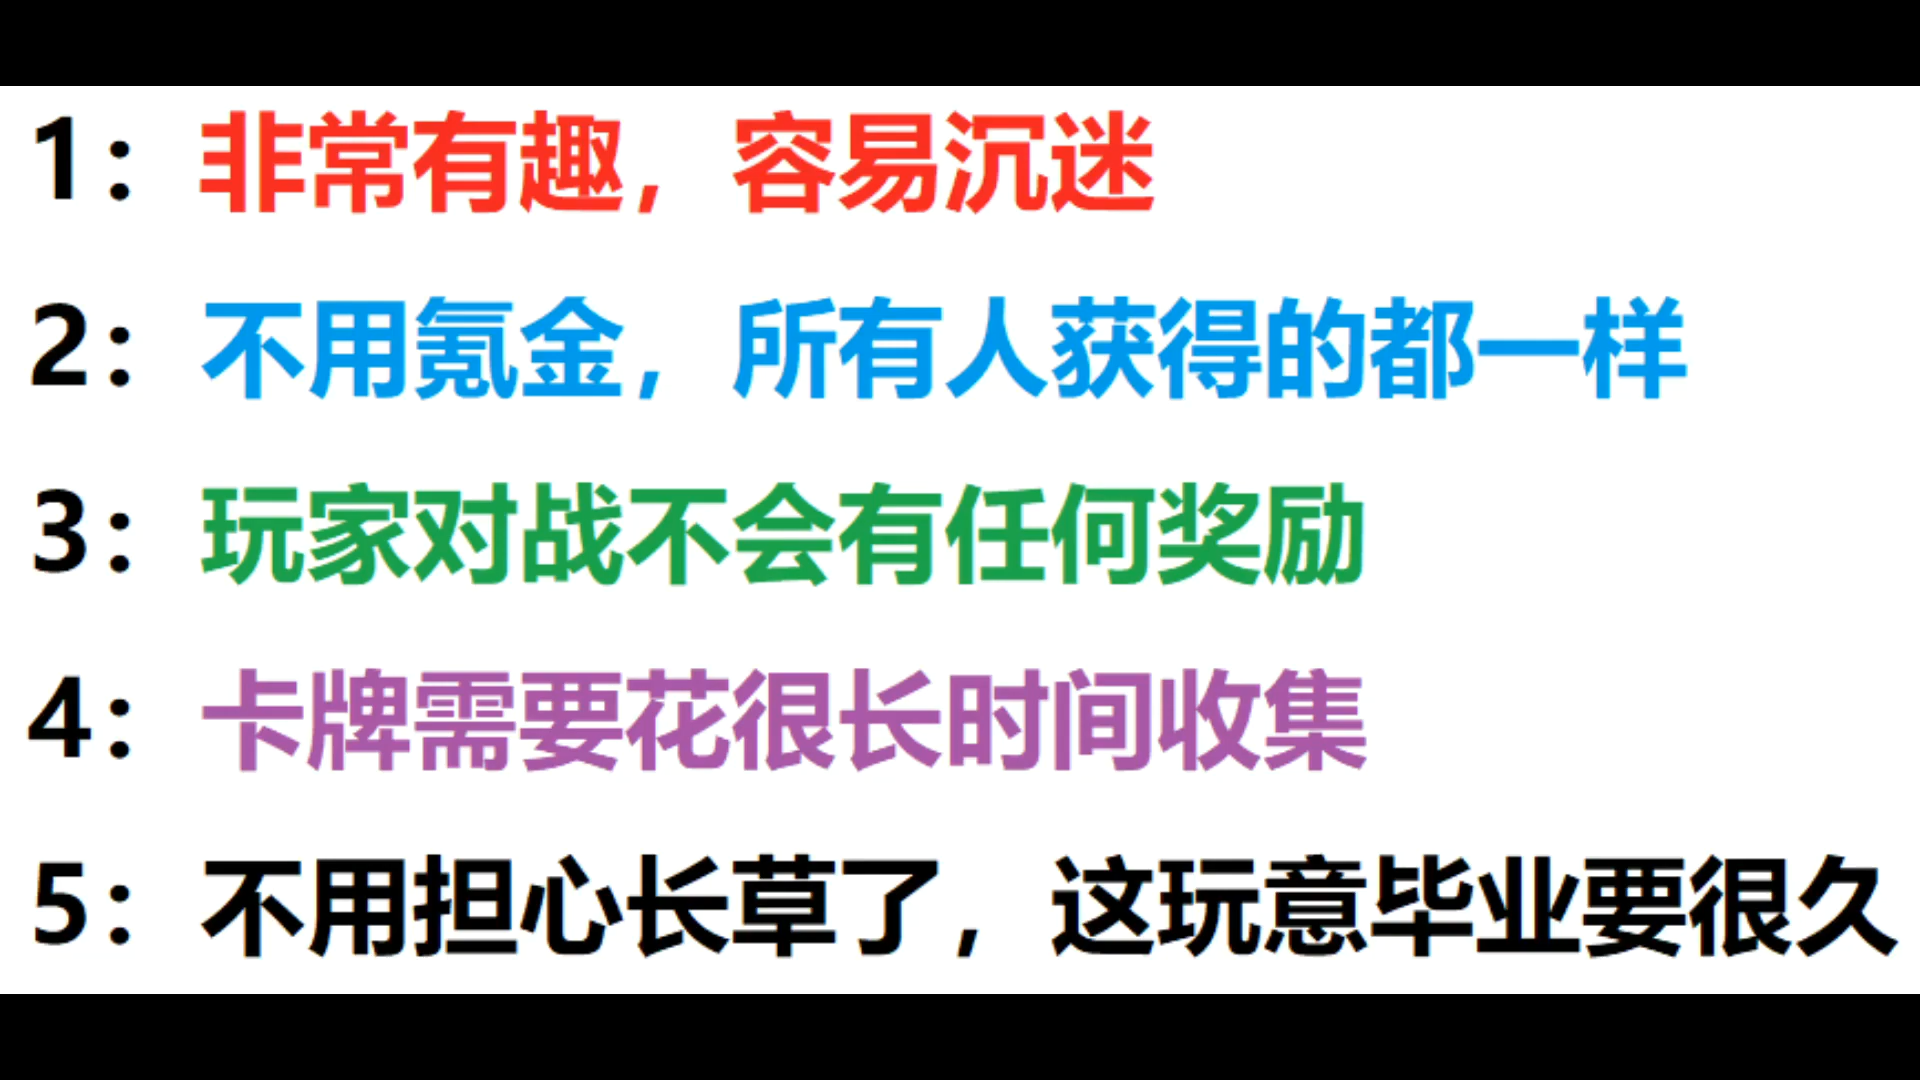 1：非常有趣，容易沉迷
2：不用氪金，所有人获得的都一样
3：玩家对战不会有任何奖励
4：卡牌需要花很长时间收集
5：不用担心长草了，这玩意毕业要很久